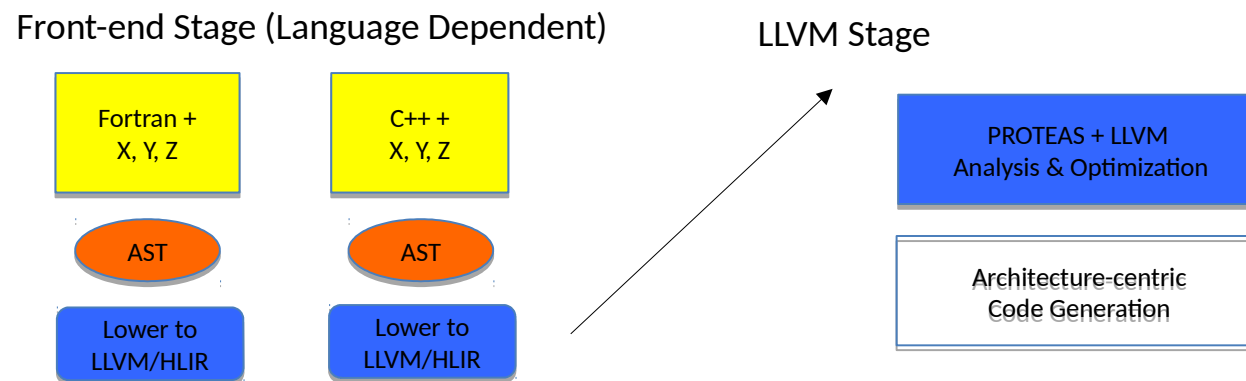 Front-end Stage (Language Dependent)
LLVM Stage
Fortran +
X, Y, Z
C++ +
X, Y, Z
AST
AST
Lower to
LLVM/HLIR
Lower to
LLVM/HLIR
PROTEAS + LLVM
Analysis & Optimization
Architecture-centric
Code Generation